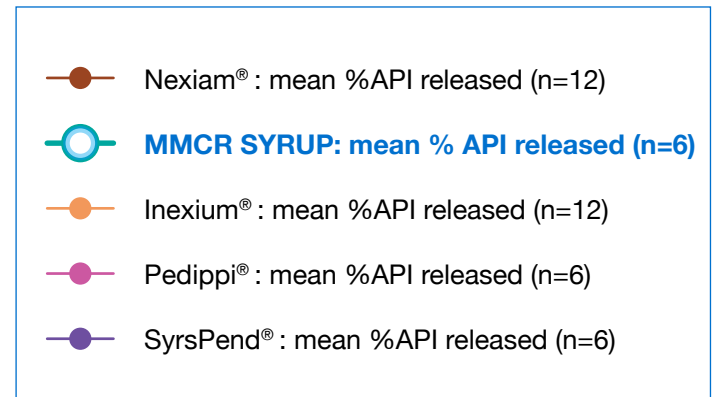 Nexiam® : mean %API released (n=12)
MMCR SYRUP: mean % API released (n=6)
Inexium® : mean %API released (n=12)
Pedippi® : mean %API released (n=6)
SyrsPend® : mean %API released (n=6)